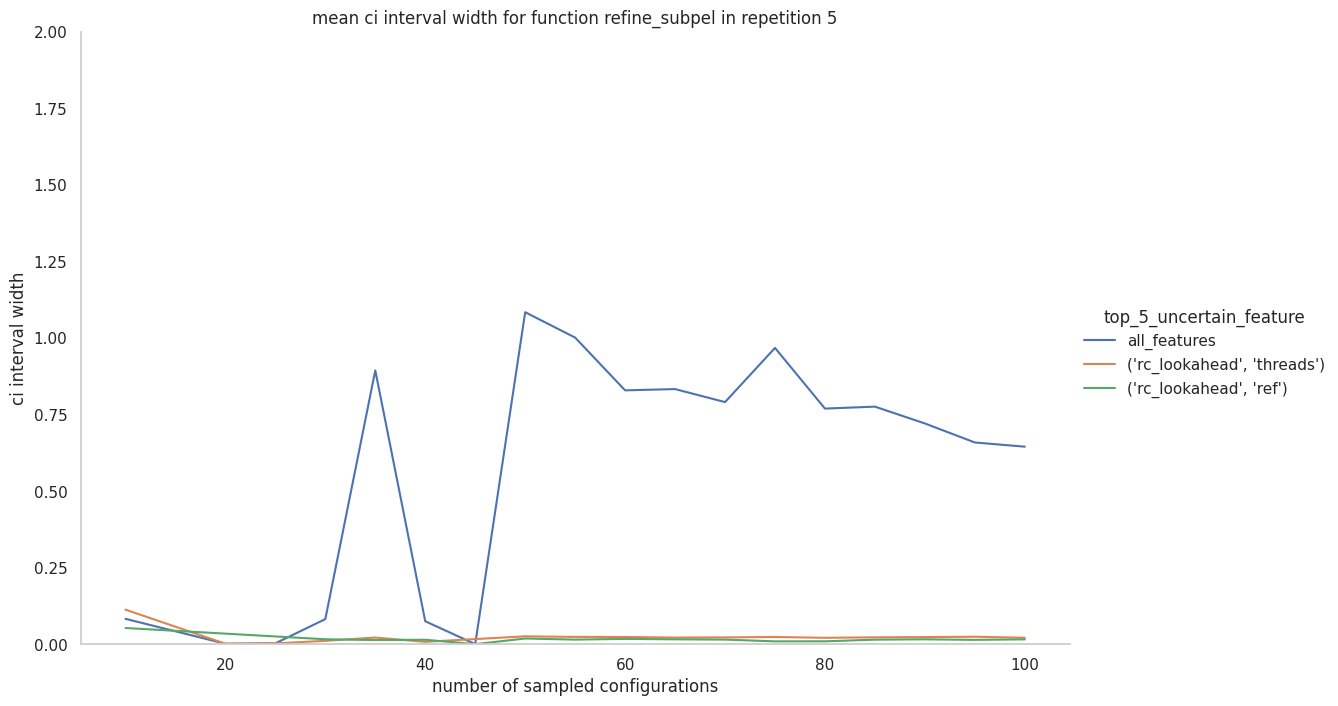 mean ci interval width for function refine_subpel in repetition 5
2.00
1.75
1.50
1.25
1.00
0.75
0.50
0.25
0.00
ci interval width
20
40
60
80
100
number of sampled configurations
top_5_uncertain_feature
all_features
('rc_lookahead', 'threads')
('rc_lookahead', 'ref')